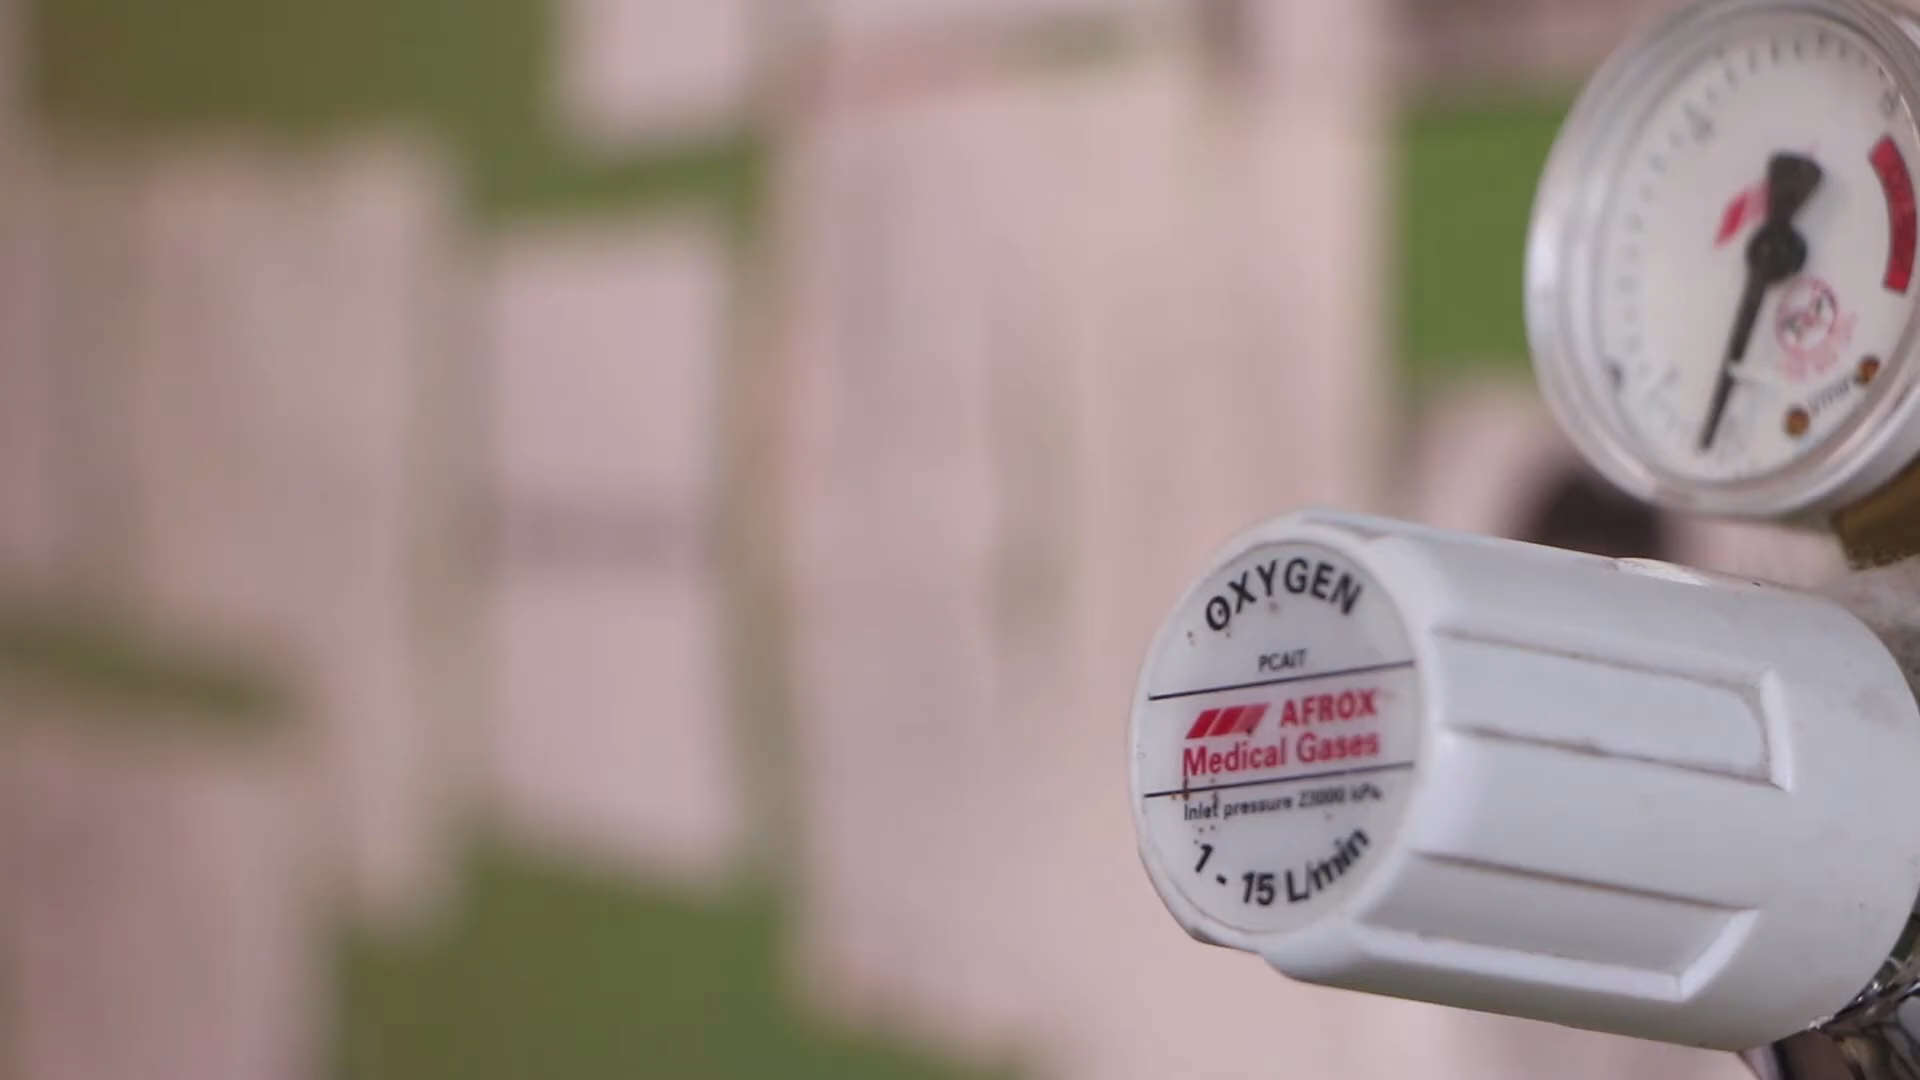 OXYGEN
PCAIT
AFROX
Medical Gases
Inlet pressure 23000 kPa
1 - 15 L/min